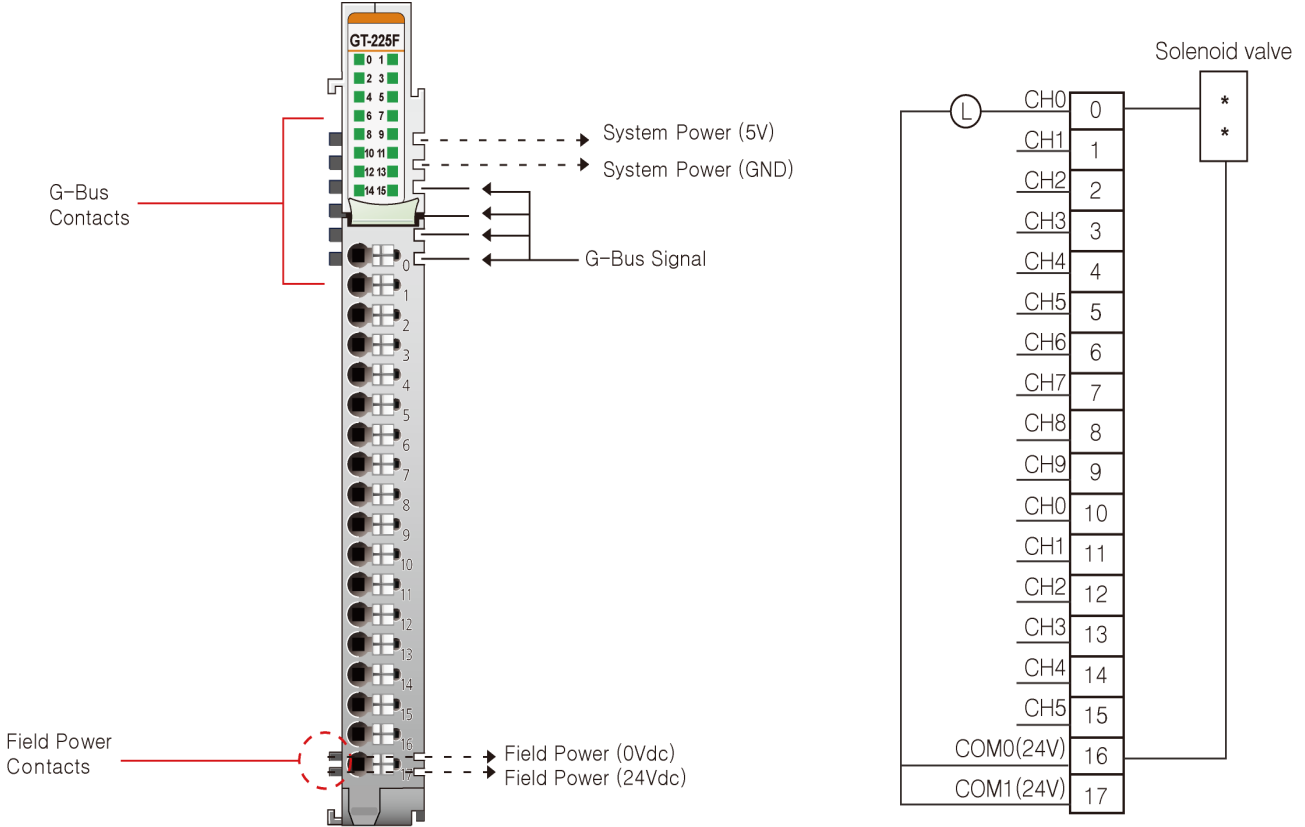 GT-225F
0 1
2 3
4 5
6 7
8 9
10 11
12 13
14 15
System Power (5V)
System Power (GND)
G-Bus
Contacts
G-Bus Signal
0
1
2
3
4
5
6
7
8
9
10
11
12
13
14
15
16
17
Field Power
Contacts
Field Power (0Vdc)
Field Power (24Vdc)
Solenoid valve
L
*
*
CH0 0
CH1 1
CH2 2
CH3 3
CH4 4
CH5 5
CH6 6
CH7 7
CH8 8
CH9 9
CH0 10
CH1 11
CH2 12
CH3 13
CH4 14
CH5 15
COM0(24V) 16
COM1(24V) 17